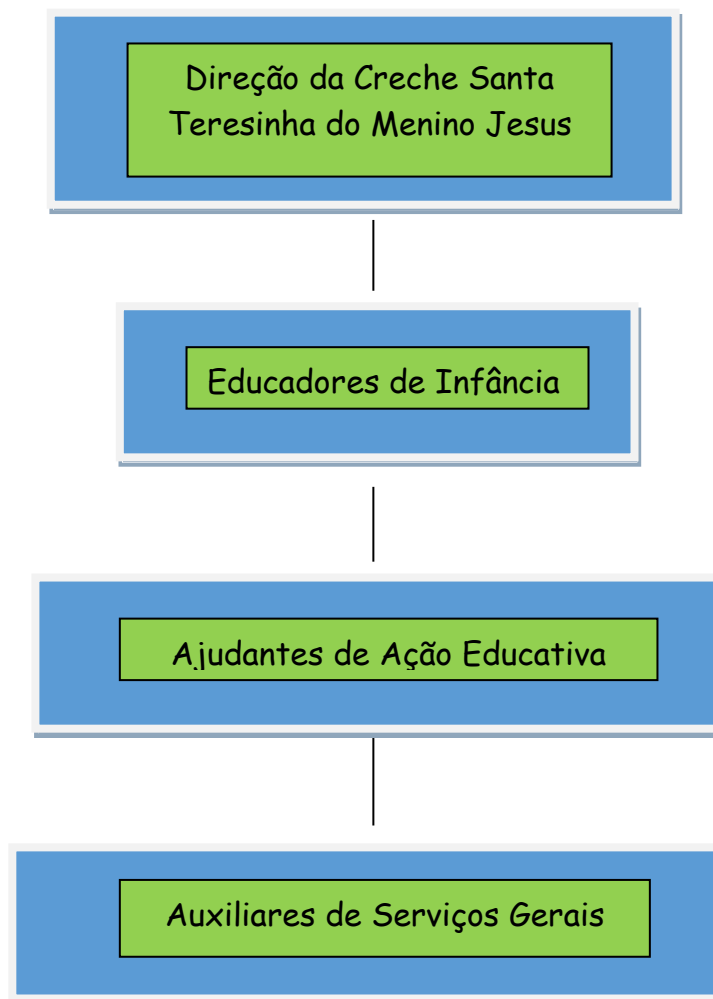 Direção da Creche Santa
Teresinha do Menino Jesus
Educadores de Infância
Ajudantes de Ação Educativa
Auxiliares de Serviços Gerais